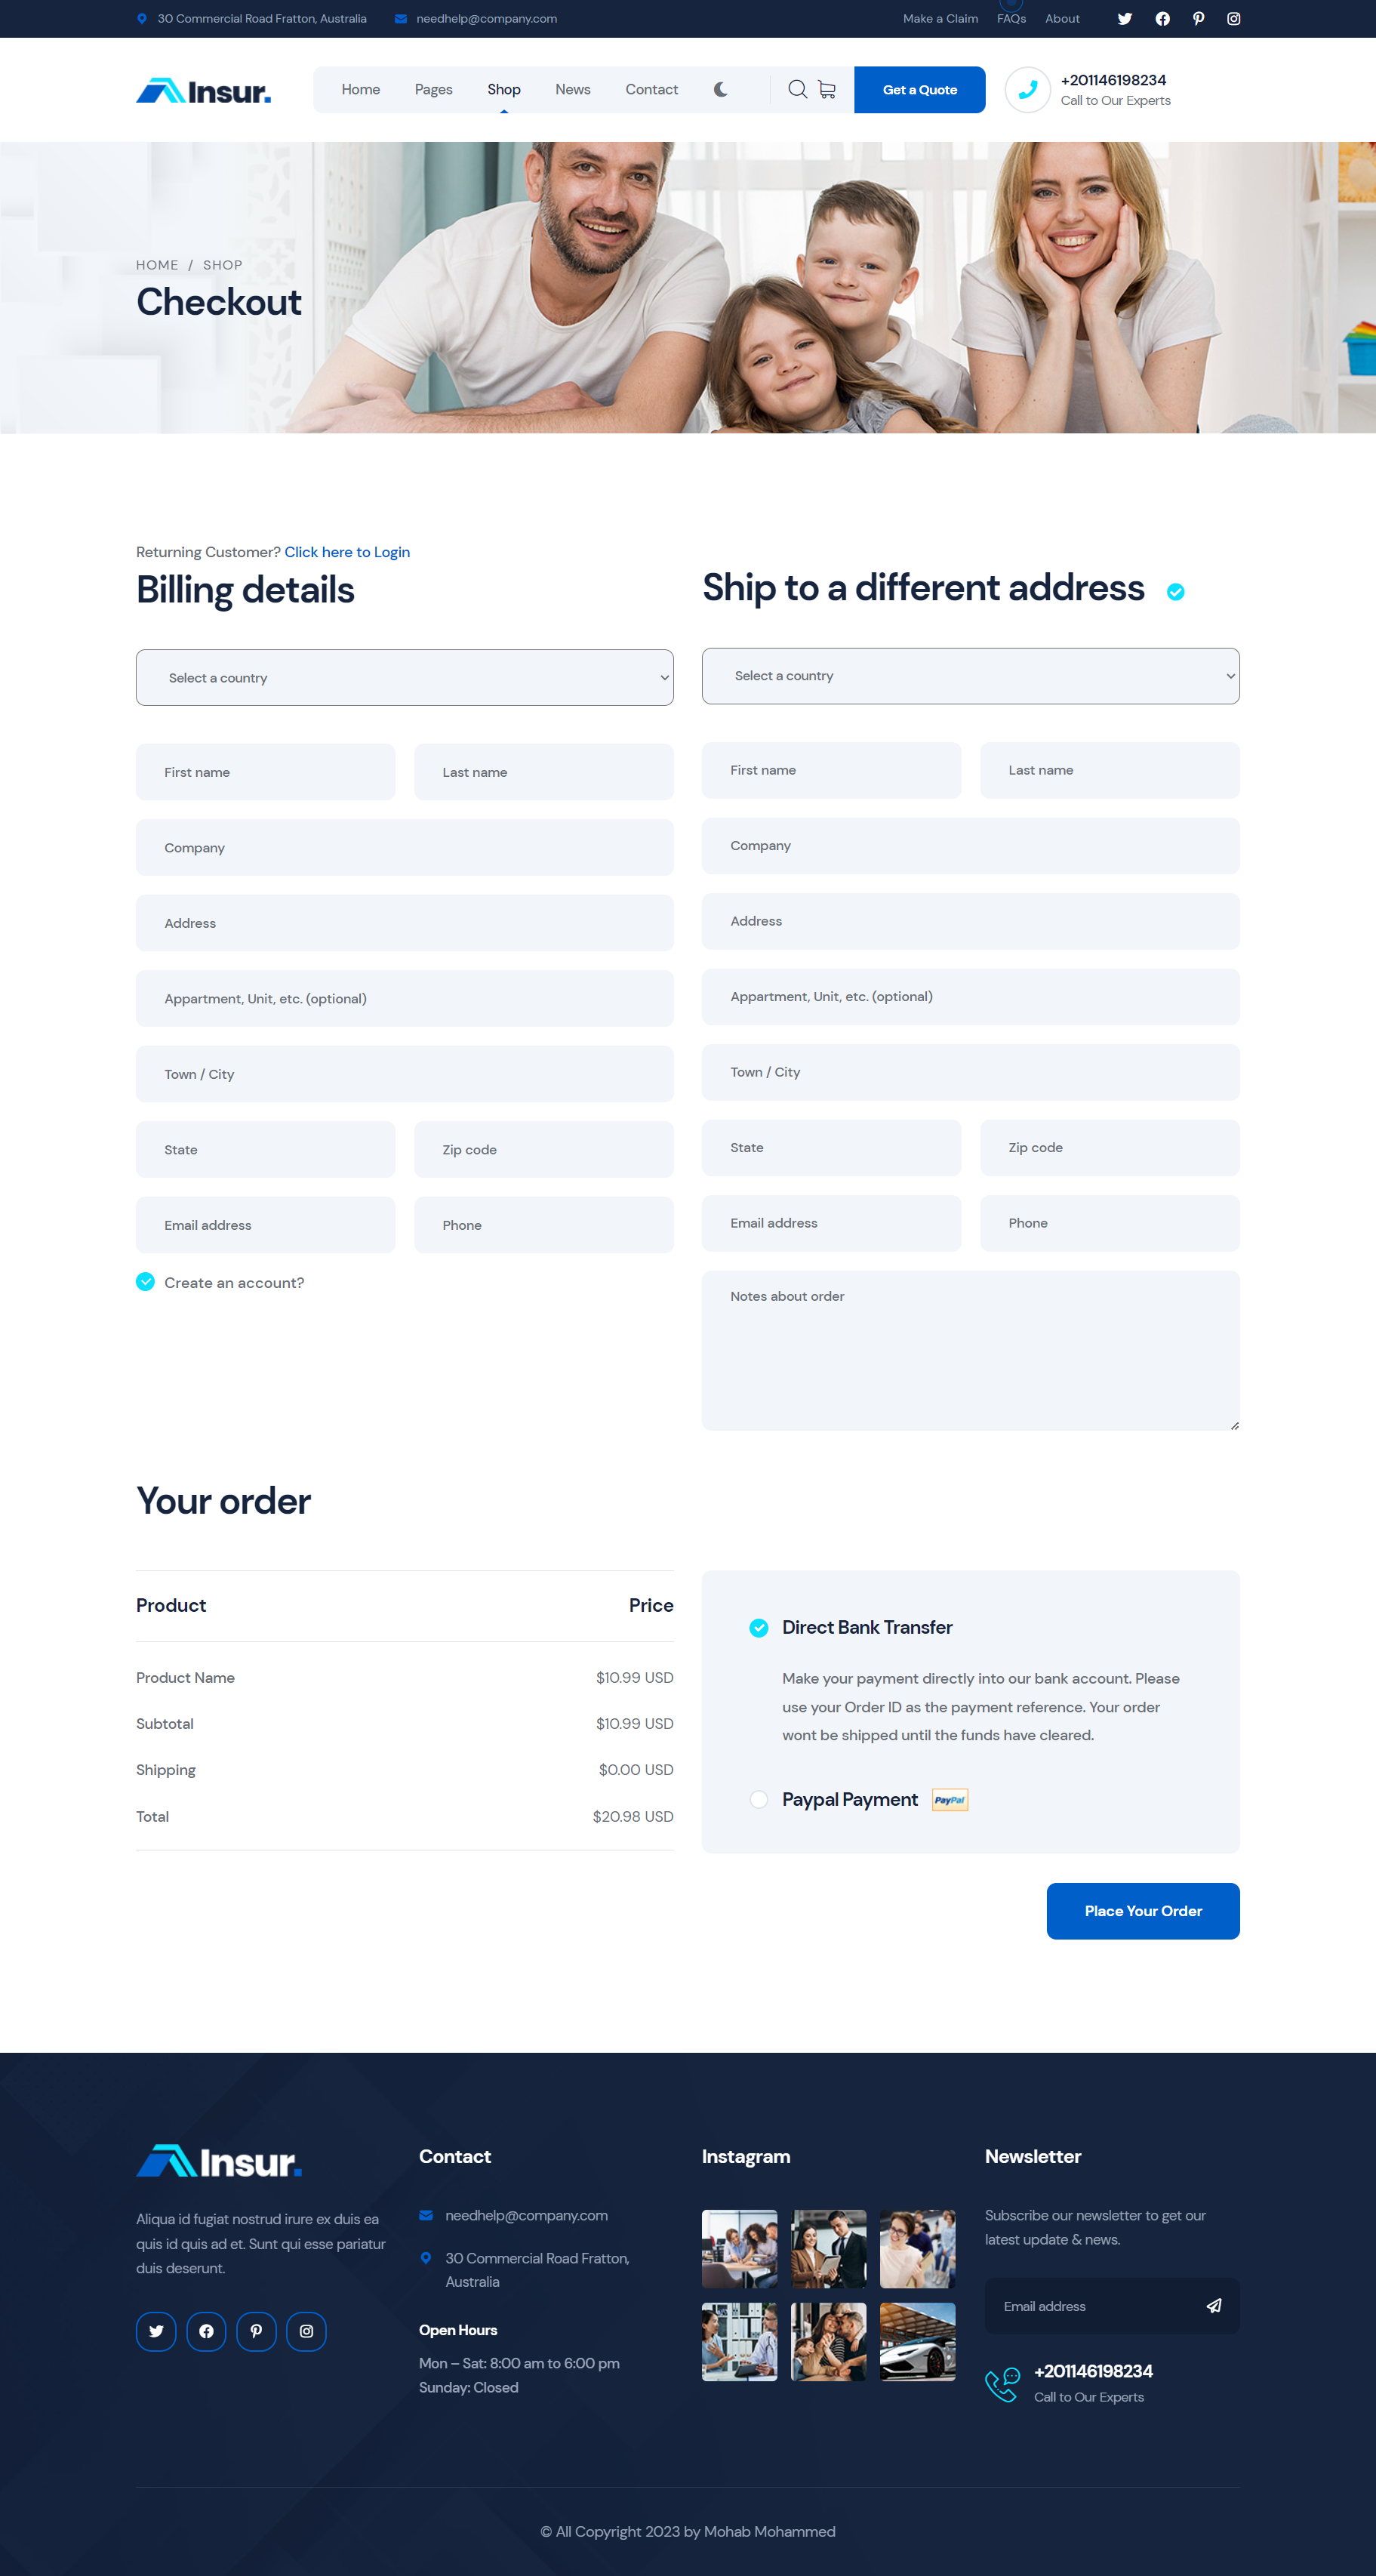 30 Commercial Road Fratton, Australia
needhelp@company.com
Make a Claim
FAQs
About
Insur.
Home
Pages
Shop
News
Contact
Get a Quote
+201146198234
Call to Our Experts
HOME / SHOP
Checkout
Returning Customer? Click here to Login
Billing details
Select a country
First name
Last name
Company
Address
Appartment, Unit, etc. (optional)
Town / City
State
Zip code
Email address
Phone
Create an account?
Ship to a different address
Select a country
First name
Last name
Company
Address
Appartment, Unit, etc. (optional)
Town / City
State
Zip code
Email address
Phone
Notes about order
Your order
Product Price
Product Name $10.99 USD
Subtotal $10.99 USD
Shipping $0.00 USD
Total $20.98 USD
Direct Bank Transfer
Make your payment directly into our bank account. Please
use your Order ID as the payment reference. Your order
wont be shipped until the funds have cleared.
Paypal Payment PayPal
Place Your Order
Insur.
Aliqua id fugiat nostrud irure ex duis ea
quis id quis ad et. Sunt qui esse pariatur
duis deserunt.
Contact
needhelp@company.com
30 Commercial Road Fratton,
Australia
Open Hours
Mon – Sat: 8:00 am to 6:00 pm
Sunday: Closed
Instagram
Newsletter
Subscribe our newsletter to get our
latest update & news.
Email address
+201146198234
Call to Our Experts
© All Copyright 2023 by Mohab Mohammed